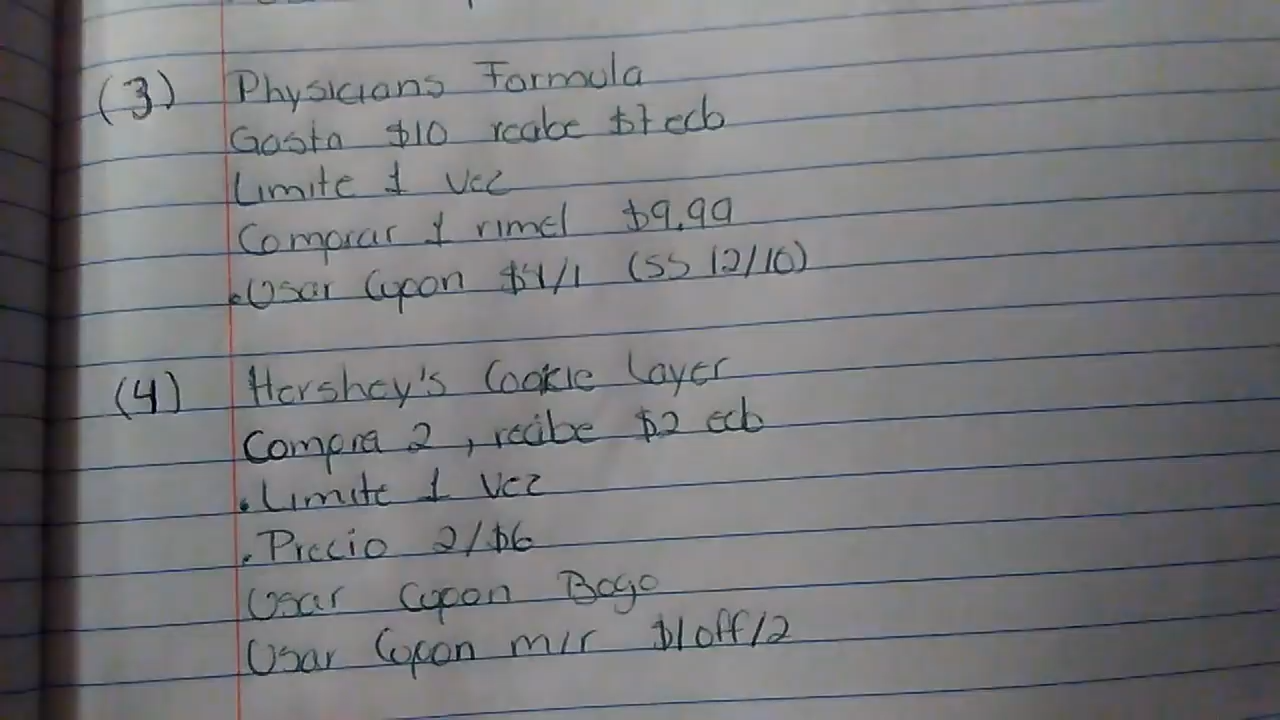 (3) Physicians Formula
Gasta $10 recibe $7 ecb
Limite 1 vez
Comprar 1 rimel $9.99
.Usar Cupon $4/1 (SS 12/10)
(4) Hershey's Cookie Layer
Compra 2, recibe $2 ecb
.Limite 1 vez
.Precio 2/$6
Usar Cupon Bogo
Usar Cupon m/r $1 off/2